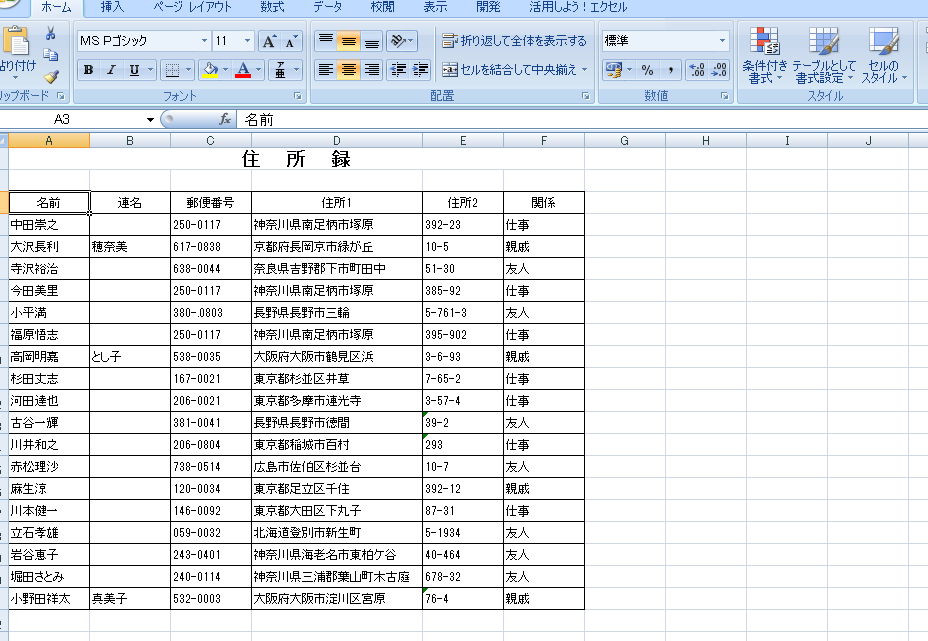 ホーム 挿入 ページ レイアウト 数式 データ 校閲 表示 開発 活用しよう！エクセル
MS Pゴシック 11 A A 折り返して全体を表示する 標準
貼り付け B I U セルを結合して中央揃え % , 条件付き書式 テーブルとして書式設定 セルのスタイル
クリップボード フォント 配置 数値 スタイル
A3 fx 名前
A B C D E F G H I J
住 所 録
名前 連名 郵便番号 住所1 住所2 関係
中田崇之 250-0117 神奈川県南足柄市塚原 392-23 仕事
大沢長利 穂奈美 617-0838 京都府長岡京市緑が丘 10-5 親戚
寺沢裕治 638-0044 奈良県吉野郡下市町田中 51-30 友人
今田美里 250-0117 神奈川県南足柄市塚原 385-92 仕事
小平満 380-.0803 長野県長野市三輪 5-761-3 友人
福原悟志 250-0117 神奈川県南足柄市塚原 395-902 仕事
高岡明嘉 とし子 538-0035 大阪府大阪市鶴見区浜 3-6-93 親戚
杉田丈志 167-0021 東京都杉並区井草 7-65-2 仕事
河田達也 206-0021 東京都多摩市連光寺 3-57-4 仕事
古谷一輝 381-0041 長野県長野市徳間 39-2 友人
川井和之 206-0804 東京都稲城市百村 293 仕事
赤松理沙 738-0514 広島市佐伯区杉並台 10-7 友人
麻生涼 120-0034 東京都足立区千住 392-12 親戚
川本健一 146-0092 東京都大田区下丸子 87-31 仕事
立石孝雄 059-0032 北海道登別市新生町 5-1934 友人
岩谷恵子 243-0401 神奈川県海老名市東柏ケ谷 40-464 友人
堀田さとみ 240-0114 神奈川県三浦郡葉山町木古庭 678-32 友人
小野田祥太 真美子 532-0003 大阪府大阪市淀川区宮原 76-4 親戚